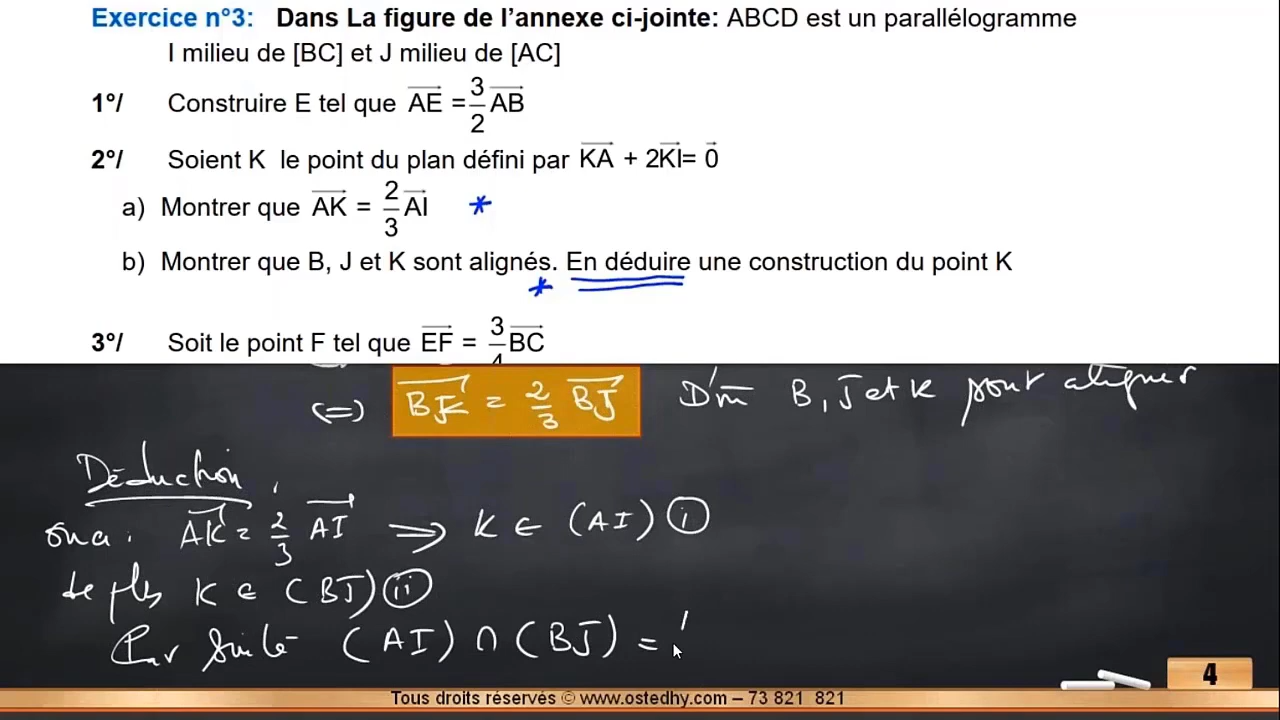 Exercice n°3: Dans La figure de l'annexe ci-jointe: ABCD est un parallélogramme
I milieu de [BC] et J milieu de [AC]
1°/ Construire E tel que AE = 3/2 AB
2°/ Soient K le point du plan défini par KA + 2KI= 0
a) Montrer que AK = 2/3 AI *
b) Montrer que B, J et K sont alignés. En déduire une construction du point K
*
3°/ Soit le point F tel que EF = 3/4 BC
(=) BK = 2/3 BJ D'où B, J et K sont alignés
Déduction,
on a: AK = 2/3 AI => K ∈ (AI) (i)
de plus K ∈ (BJ) (ii)
Par suite (AI) ∩ (BJ) =
4
Tous droits réservés © www.ostedhy.com – 73 821 821